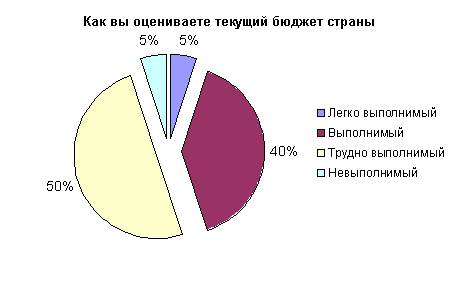 Как вы оцениваете текущий бюджет страны
5% 5%
40%
50%
Легко выполнимый
Выполнимый
Трудно выполнимый
Невыполнимый